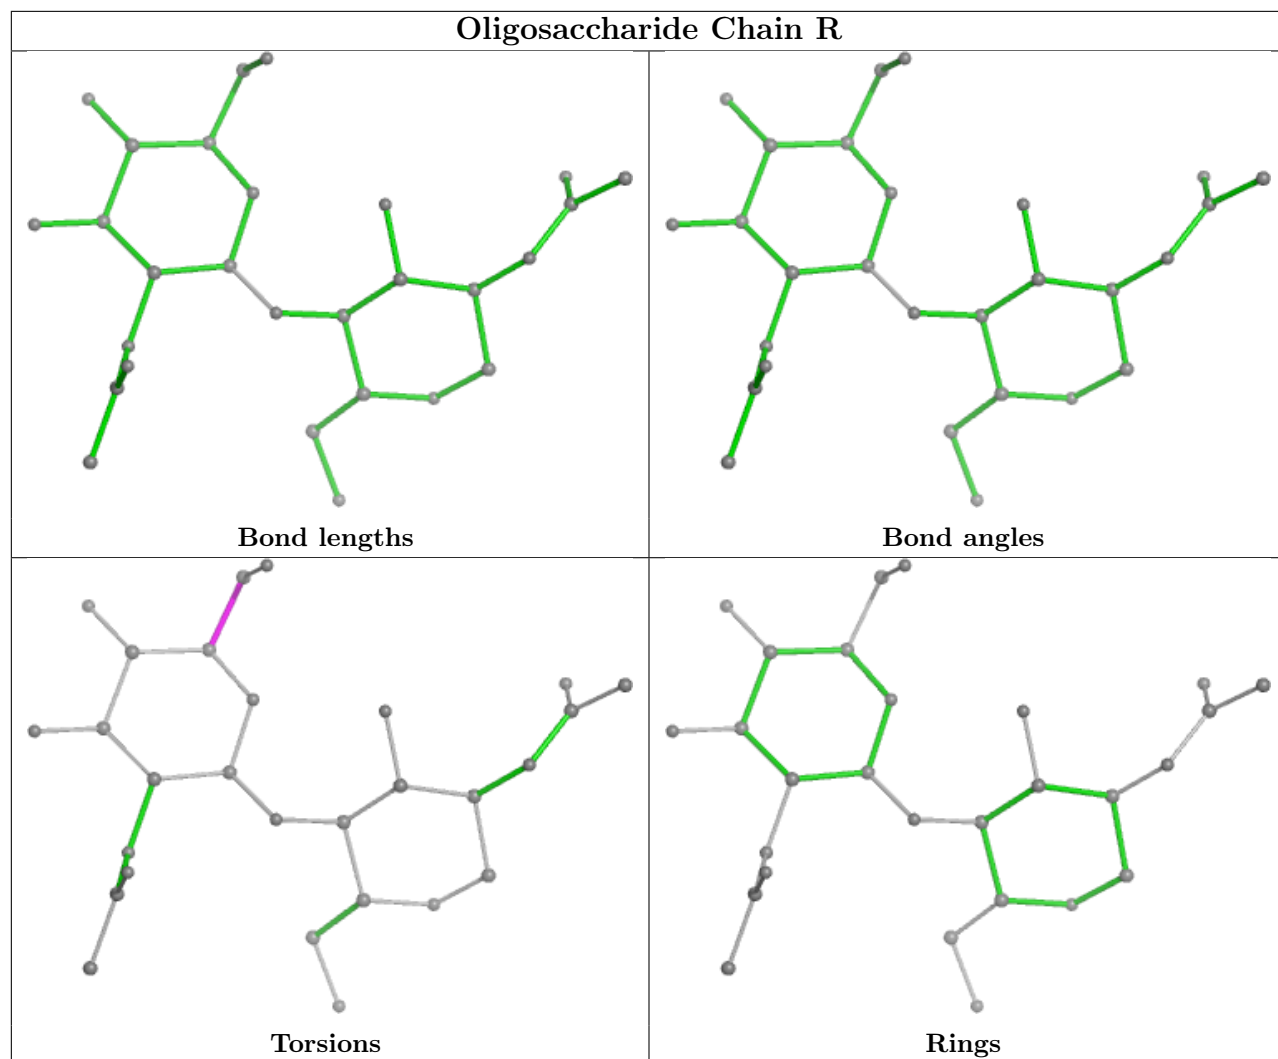 Oligosaccharide Chain R
Bond lengths
Bond angles
Torsions
Rings